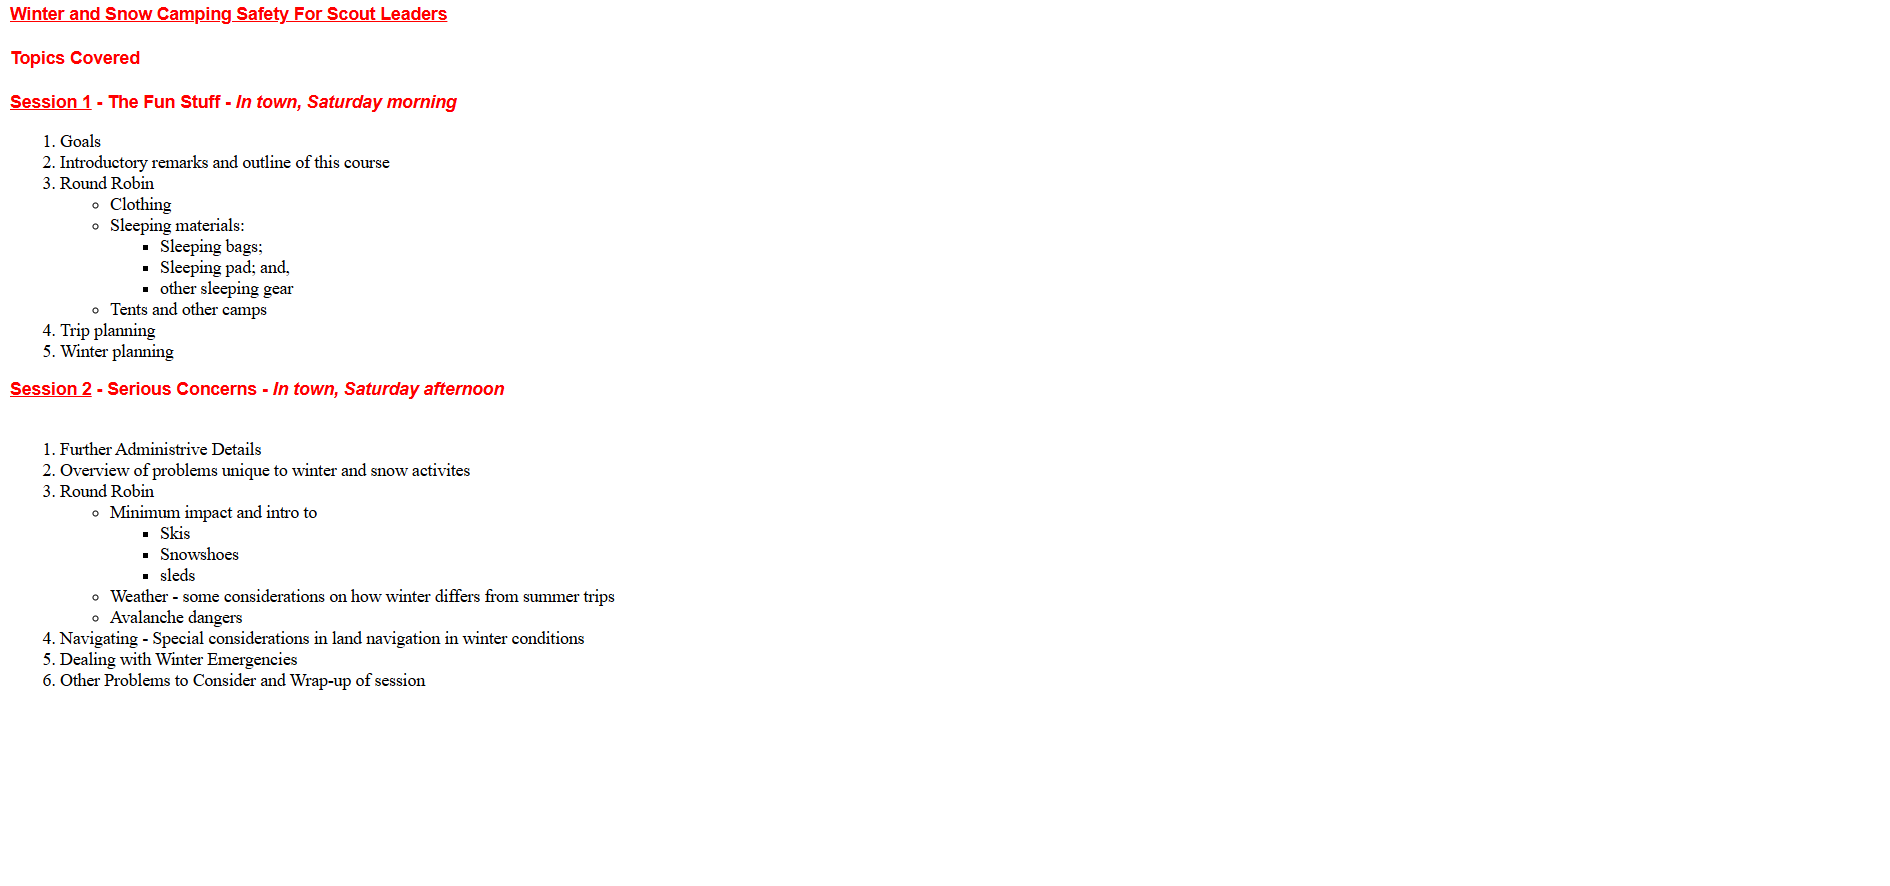 Winter and Snow Camping Safety For Scout Leaders
Topics Covered
Session 1 - The Fun Stuff - In town, Saturday morning
1. Goals
2. Introductory remarks and outline of this course
3. Round Robin
Clothing
Sleeping materials:
Sleeping bags;
Sleeping pad; and,
other sleeping gear
Tents and other camps
4. Trip planning
5. Winter planning
Session 2 - Serious Concerns - In town, Saturday afternoon
1. Further Administrive Details
2. Overview of problems unique to winter and snow activites
3. Round Robin
Minimum impact and intro to
Skis
Snowshoes
sleds
Weather - some considerations on how winter differs from summer trips
Avalanche dangers
4. Navigating - Special considerations in land navigation in winter conditions
5. Dealing with Winter Emergencies
6. Other Problems to Consider and Wrap-up of session